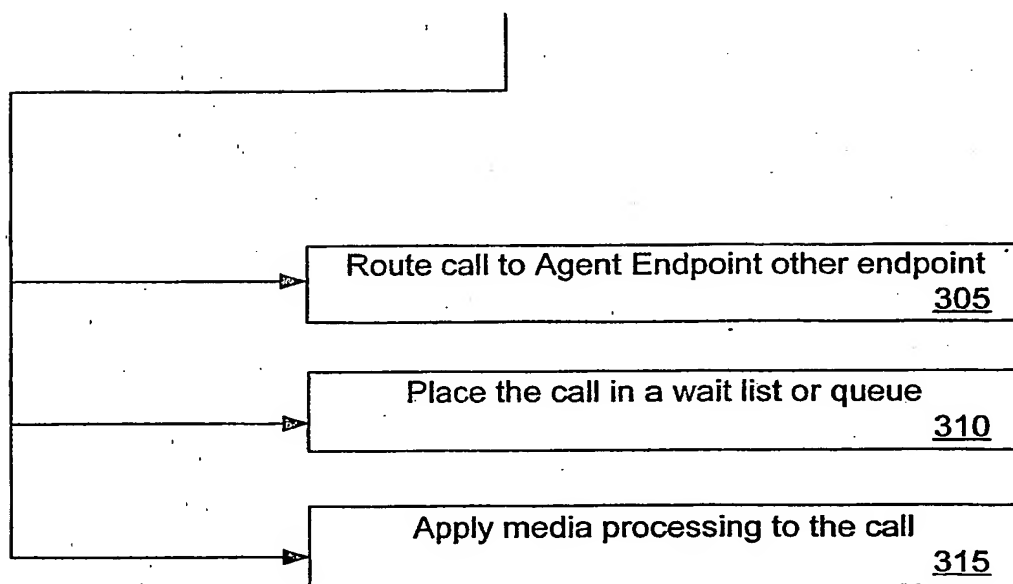 Route call to Agent Endpoint other endpoint
305
Place the call in a wait list or queue
310
Apply media processing to the call
315